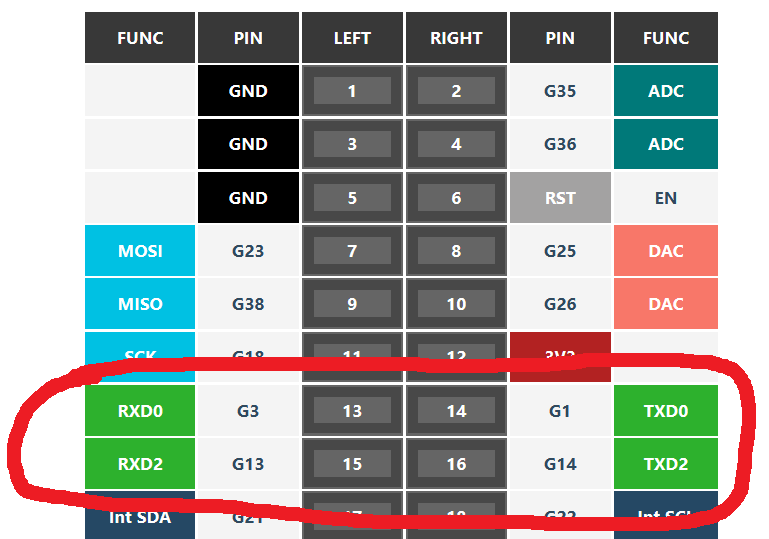 FUNC PIN LEFT RIGHT PIN FUNC
GND 1 2 G35 ADC
GND 3 4 G36 ADC
GND 5 6 RST EN
MOSI G23 7 8 G25 DAC
MISO G38 9 10 G26 DAC
SCK G18 11 12 3V3
RXD0 G3 13 14 G1 TXD0
RXD2 G13 15 16 G14 TXD2
Int SDA G21 17 18 G22 Int SCL